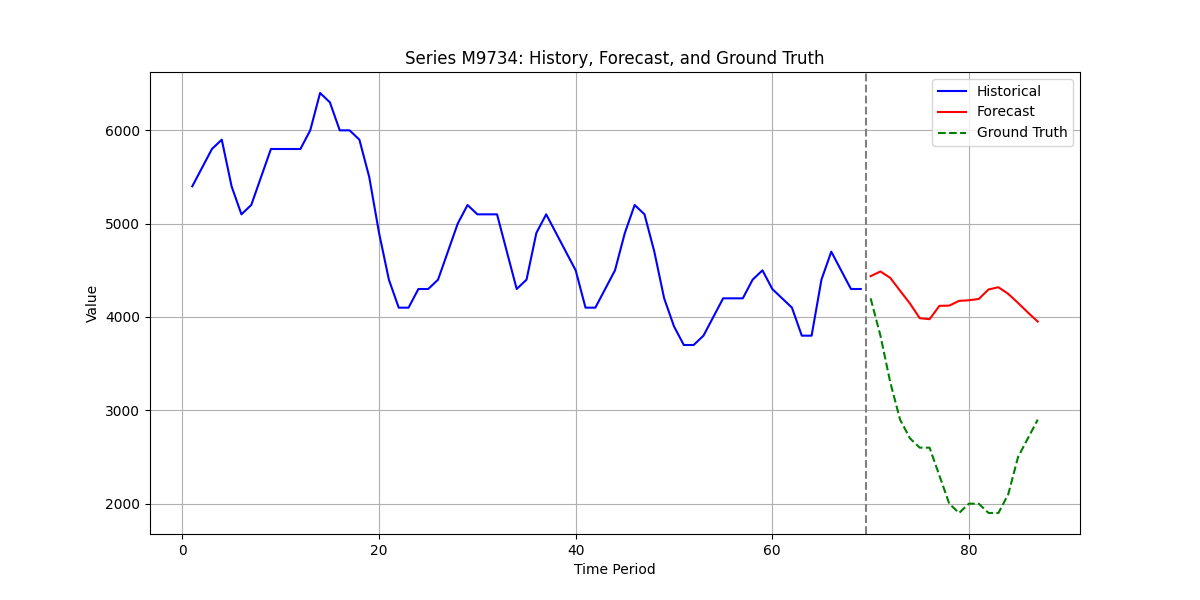 Series M9734: History, Forecast, and Ground Truth
Historical
Forecast
Ground Truth
Value
6000
5000
4000
3000
2000
0
20
40
60
80
Time Period